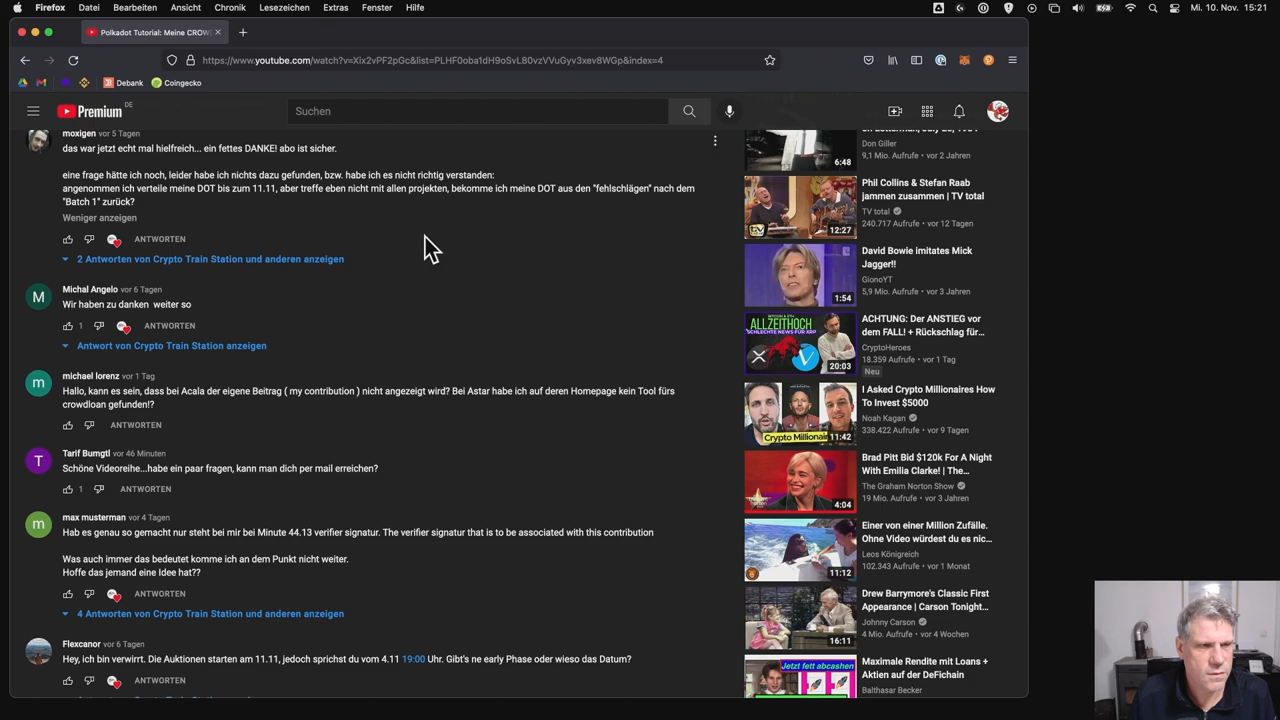 Firefox Datei Bearbeiten Ansicht Chronik Lesezeichen Extras Fenster Hilfe
Mi. 10. Nov. 15:21
Polkadot Tutorial: Meine CROW
https://www.youtube.com/watch?v=Xix2vPF2pGc&list=PLHF0oba1dH9oSvL80vzVVuGyv3xev8WGp&index=4
Debank
Coingecko
Premium DE
Suchen
moxigen vor 5 Tagen
das war jetzt echt mal hielfreich... ein fettes DANKE! abo ist sicher.
eine frage hätte ich noch, leider habe ich nichts dazu gefunden, bzw. habe ich es nicht richtig verstanden:
angenommen ich verteile meine DOT bis zum 11.11, aber treffe eben nicht mit allen projekten, bekomme ich meine DOT aus den "fehlschlägen" nach dem
"Batch 1" zurück?
Weniger anzeigen
ANTWORTEN
2 Antworten von Crypto Train Station und anderen anzeigen
M
Michal Angelo vor 6 Tagen
Wir haben zu danken weiter so
1 ANTWORTEN
Antwort von Crypto Train Station anzeigen
m
michael lorenz vor 1 Tag
Hallo, kann es sein, dass bei Acala der eigene Beitrag ( my contribution ) nicht angezeigt wird? Bei Astar habe ich auf deren Homepage kein Tool fürs
crowdloan gefunden!?
ANTWORTEN
T
Tarif Bumgtl vor 46 Minuten
Schöne Videoreihe...habe ein paar fragen, kann man dich per mail erreichen?
1 ANTWORTEN
m
max musterman vor 4 Tagen
Hab es genau so gemacht nur steht bei mir bei Minute 44.13 verifier signatur. The verifier signatur that is to be associated with this contribution
Was auch immer das bedeutet komme ich an dem Punkt nicht weiter.
Hoffe das jemand eine Idee hat??
ANTWORTEN
4 Antworten von Crypto Train Station und anderen anzeigen
Flexcanor vor 6 Tagen
Hey, ich bin verwirrt. Die Auktionen starten am 11.11, jedoch sprichst du vom 4.11 19:00 Uhr. Gibt's ne early Phase oder wieso das Datum?
ANTWORTEN
6:48
Don Giller
9,1 Mio. Aufrufe • vor 2 Jahren
12:27
Phil Collins & Stefan Raab
jammen zusammen | TV total
TV total
240.717 Aufrufe • vor 12 Tagen
1:54
David Bowie imitates Mick
Jagger!!
GionoYT
5,9 Mio. Aufrufe • vor 3 Jahren
ALLZEITHOCH
SCHLECHTE NEWS FÜR XRP
20:03
ACHTUNG: Der ANSTIEG vor
dem FALL! + Rückschlag für...
CryptoHeroes
18.359 Aufrufe • vor 1 Tag
Neu
Crypto Millionair
11:42
I Asked Crypto Millionaires How
To Invest $5000
Noah Kagan
338.422 Aufrufe • vor 9 Tagen
4:04
Brad Pitt Bid $120k For A Night
With Emilia Clarke! | The...
The Graham Norton Show
19 Mio. Aufrufe • vor 3 Jahren
11:12
Einer von einer Million Zufälle.
Ohne Video würdest du es nic...
Leos Königreich
102.343 Aufrufe • vor 1 Monat
16:11
Drew Barrymore's Classic First
Appearance | Carson Tonight...
Johnny Carson
4 Mio. Aufrufe • vor 4 Wochen
Jetzt fett abcashen
Maximale Rendite mit Loans +
Aktien auf der DeFichain
Balthasar Becker